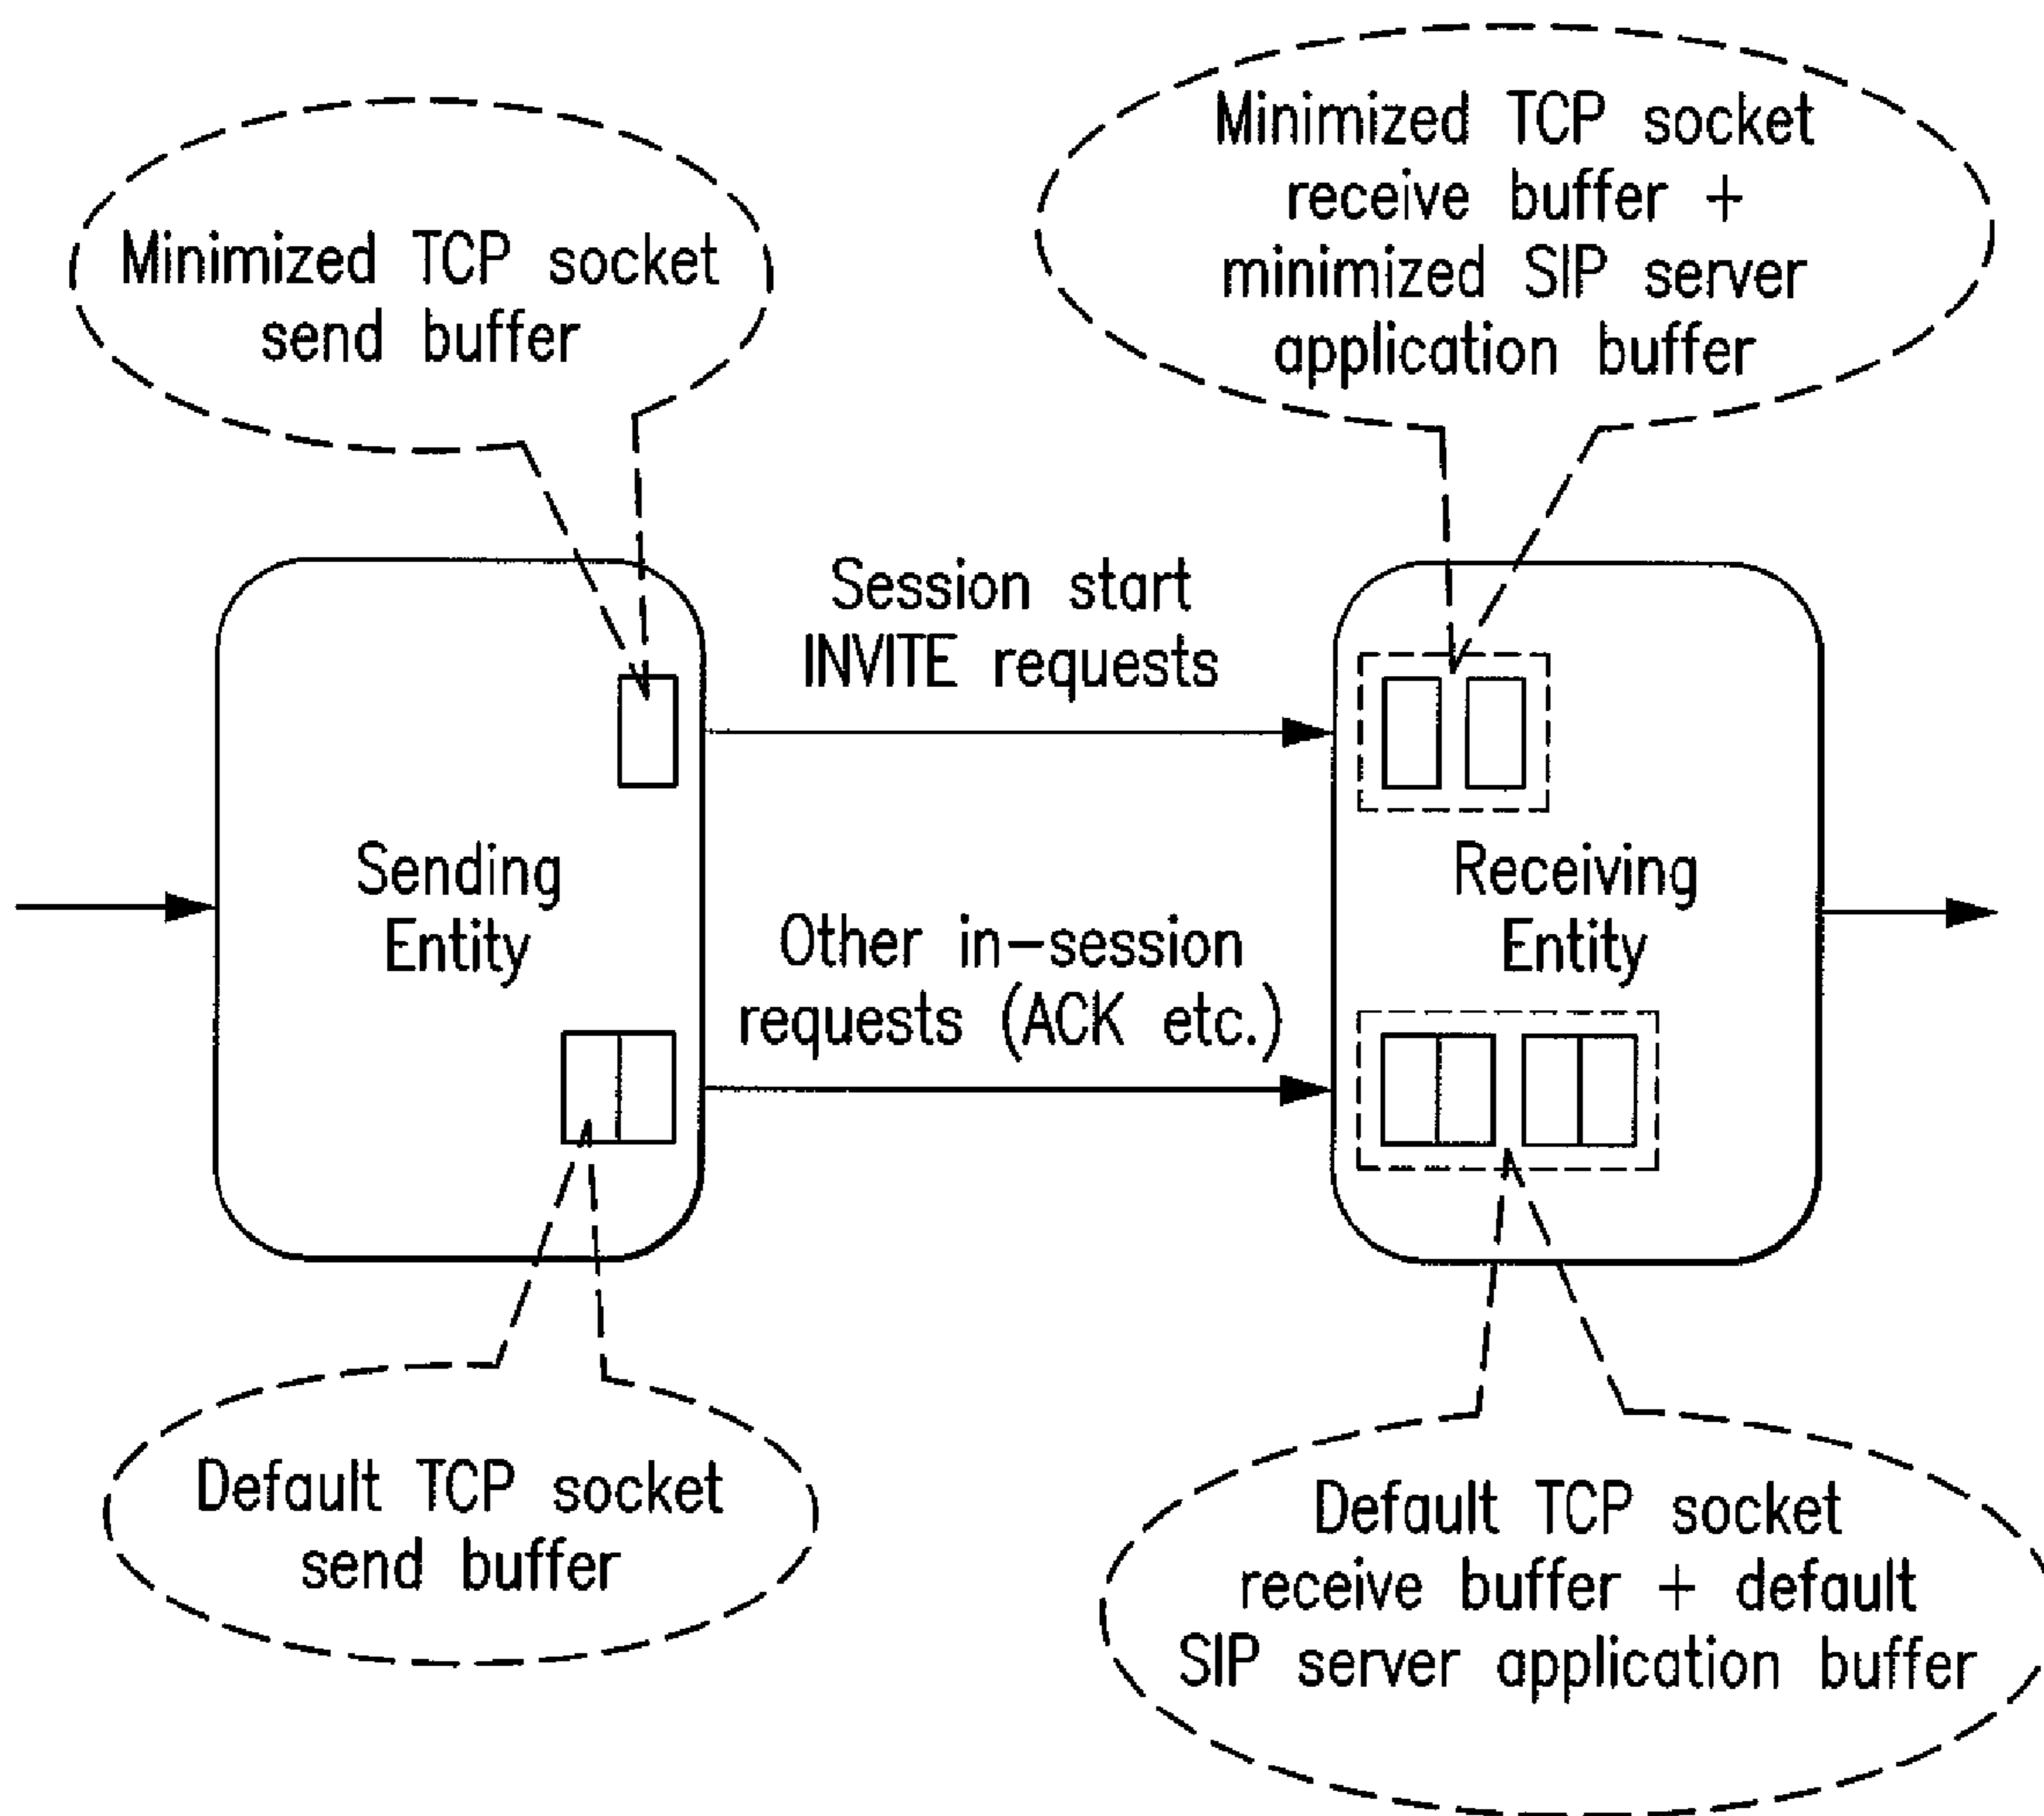 Minimized TCP socket
send buffer
Minimized TCP socket
receive buffer +
minimized SIP server
application buffer
Session start
INVITE requests
Sending
Entity
Other in-session
requests (ACK etc.)
Receiving
Entity
Default TCP socket
send buffer
Default TCP socket
receive buffer + default
SIP server application buffer